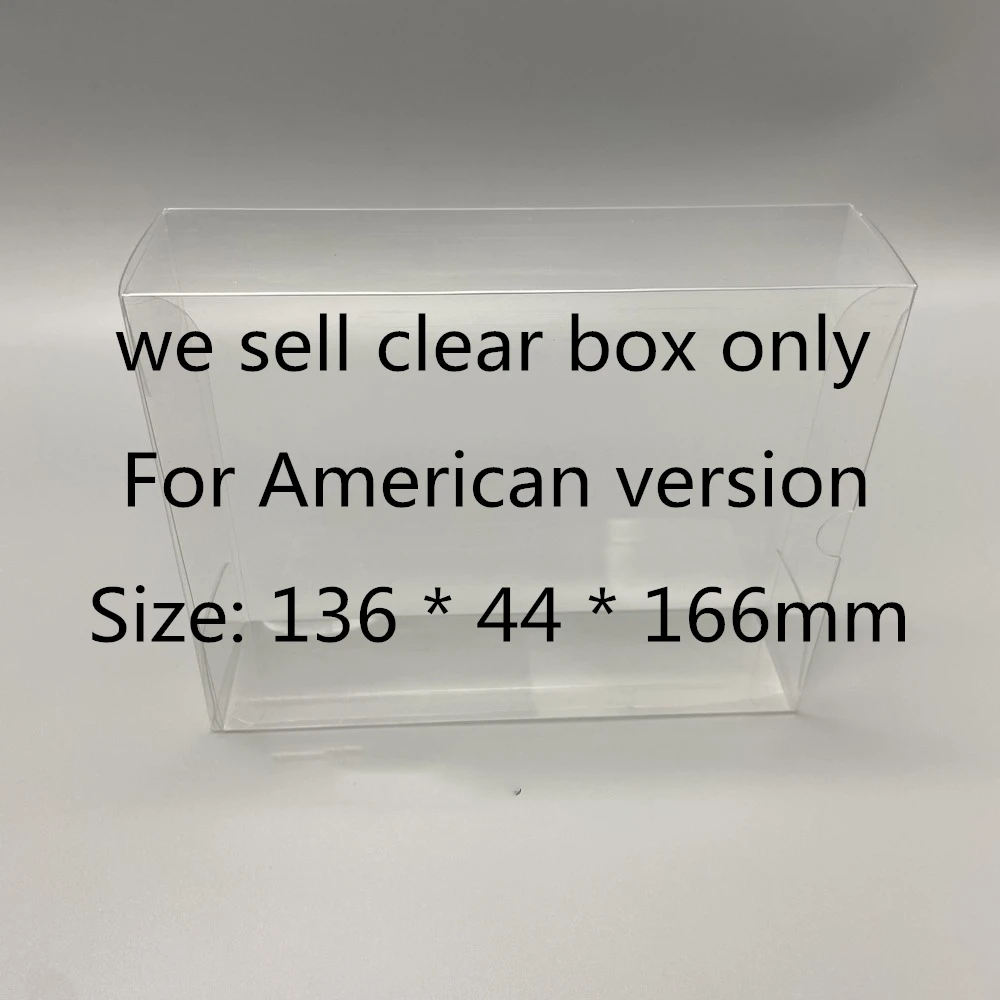 we sell clear box only
For American version
Size: 136 * 44 * 166mm